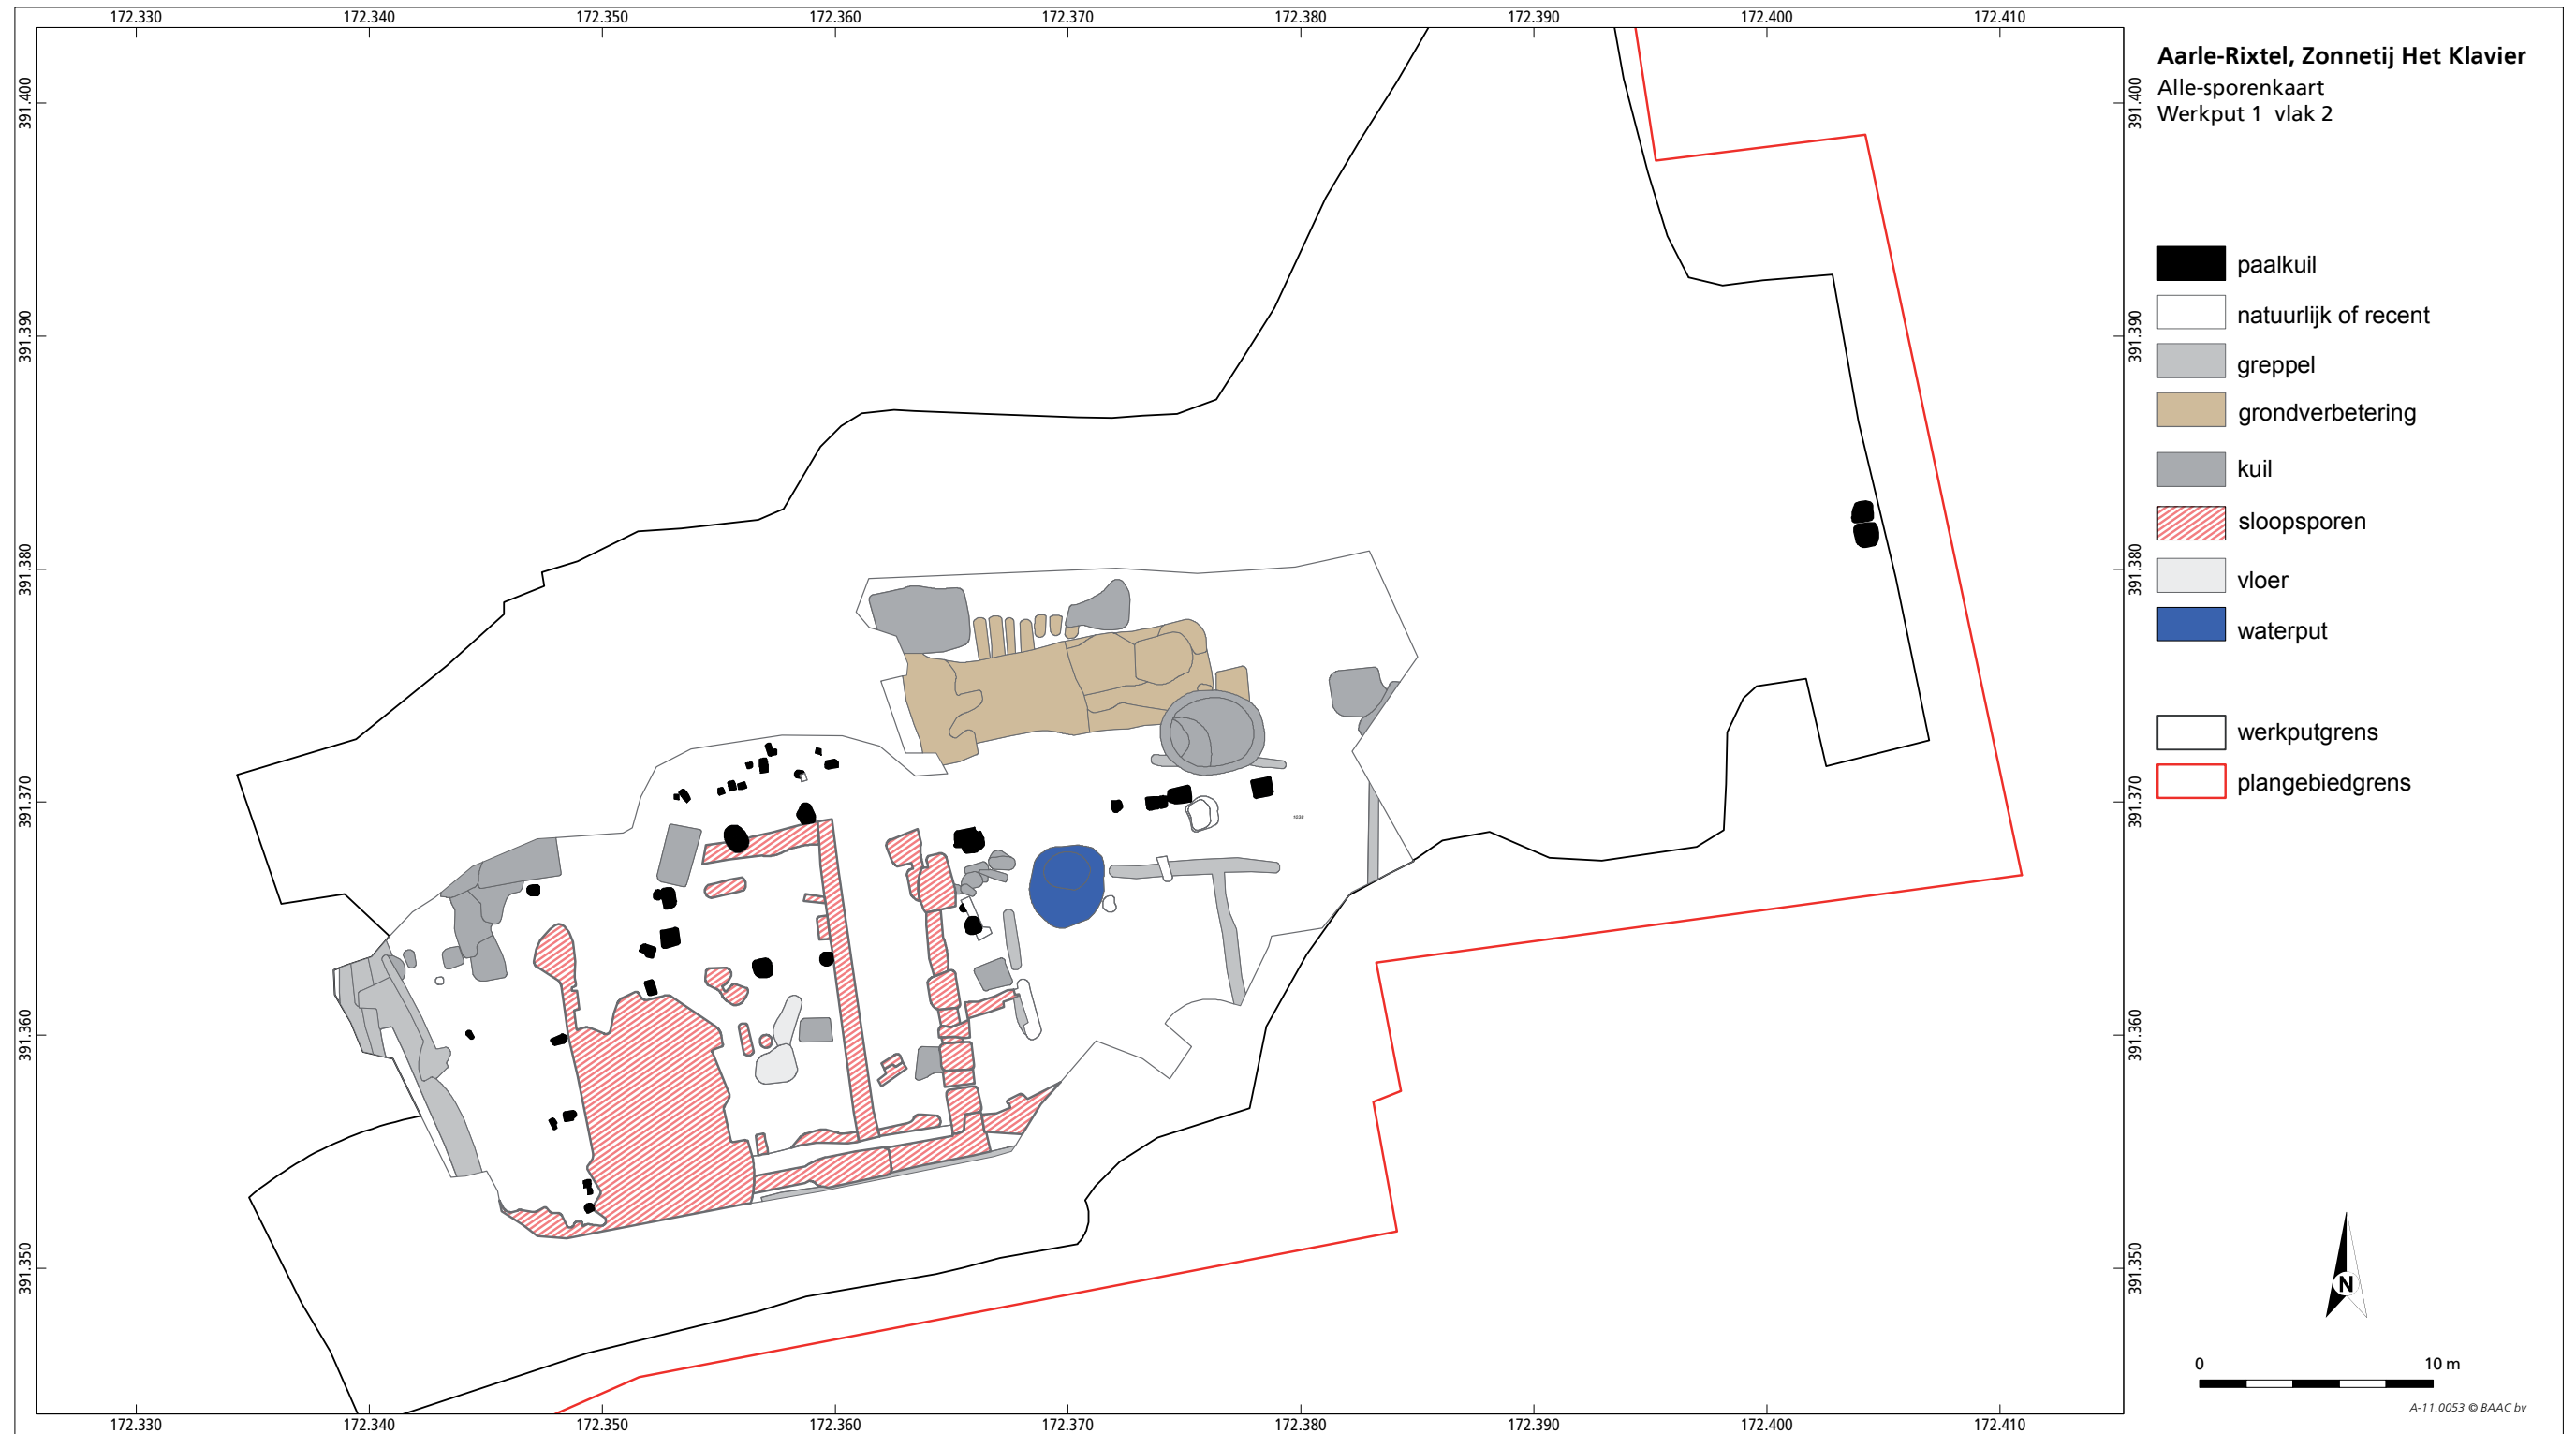 172.330 172.340 172.350 172.360 172.370 172.380 172.390 172.400 172.410
Aarle-Rixtel, Zonnetij Het Klavier
Alle-sporenkaart
Werkput 1 vlak 2
391.400 391.400
391.390 391.390
391.380 391.380
391.370 391.370
391.360 391.360
391.350 391.350
paalkuil
natuurlijk of recent
greppel
grondverbetering
kuil
sloopsporen
vloer
waterput
werkputgrens
plangebiedgrens
N
0 10 m
A-11.0053 © BAAC bv
172.330 172.340 172.350 172.360 172.370 172.380 172.390 172.400 172.410